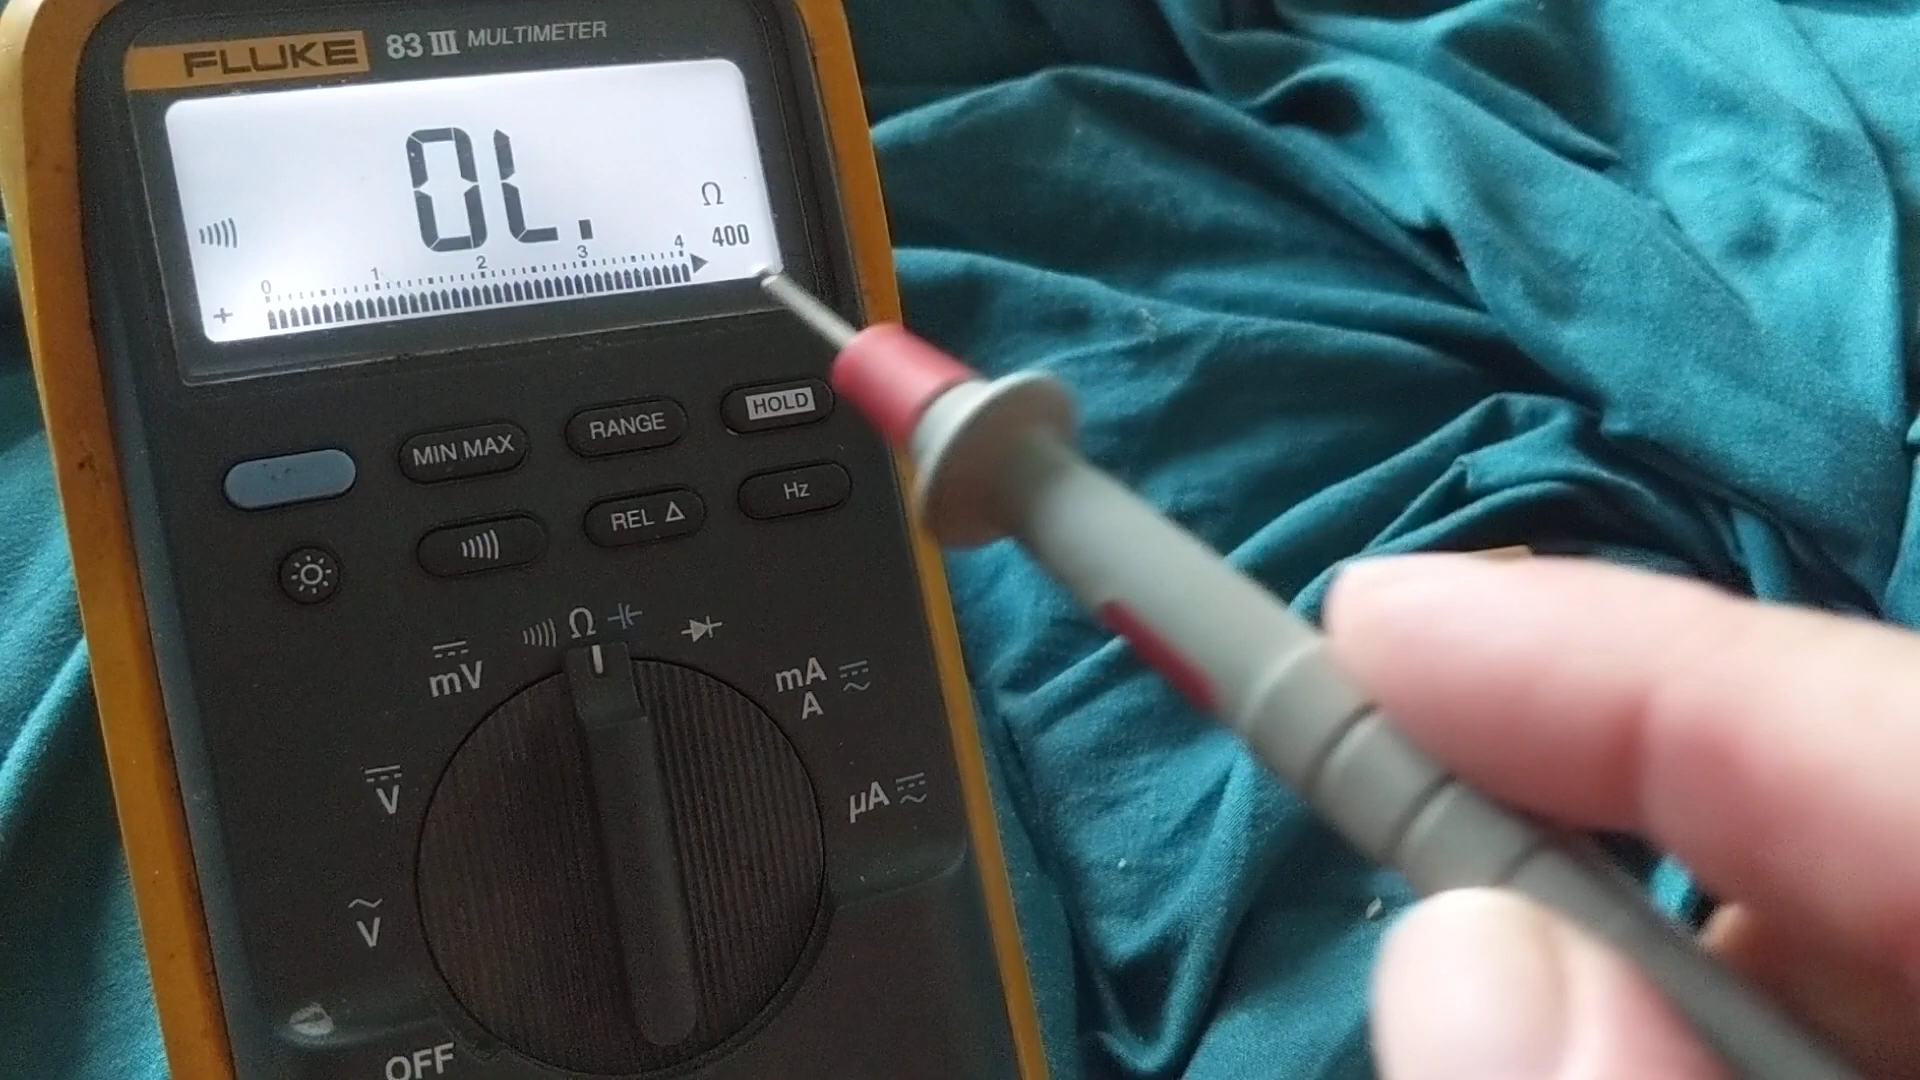 FLUKE 83 III MULTIMETER
OL.
Ω
0 1 2 3 4 400
+
MIN MAX RANGE HOLD
REL Δ Hz
Ω
mV
mA
A
V
µA
V
OFF